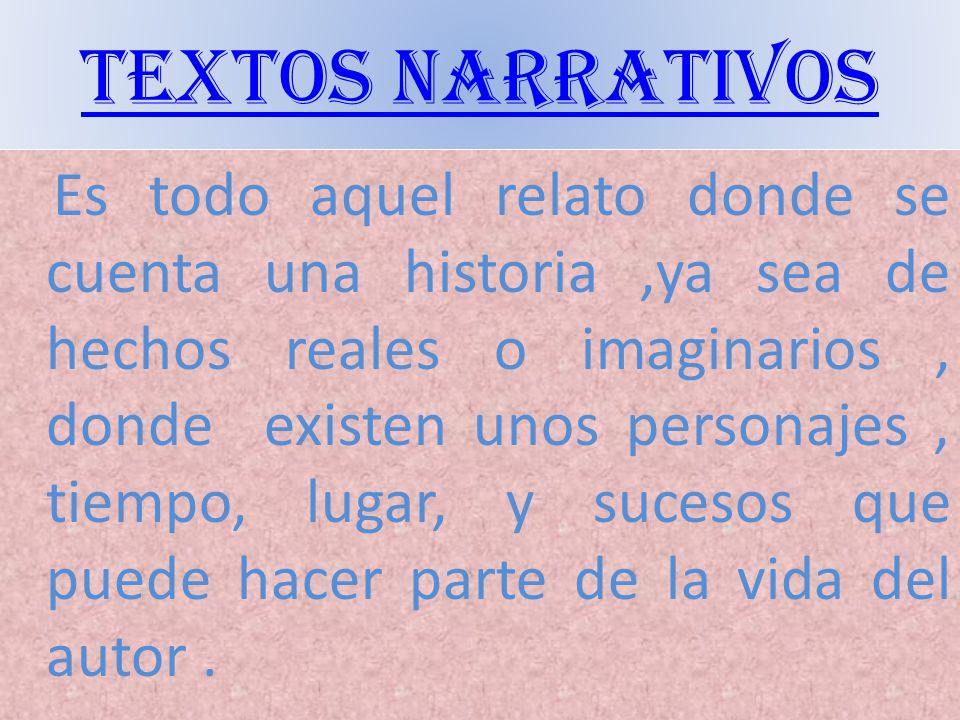 TEXTOS NARRATIVOS
Es todo aquel relato donde se
cuenta una historia ,ya sea de
hechos reales o imaginarios ,
donde existen unos personajes ,
tiempo, lugar, y sucesos que
puede hacer parte de la vida del
autor .